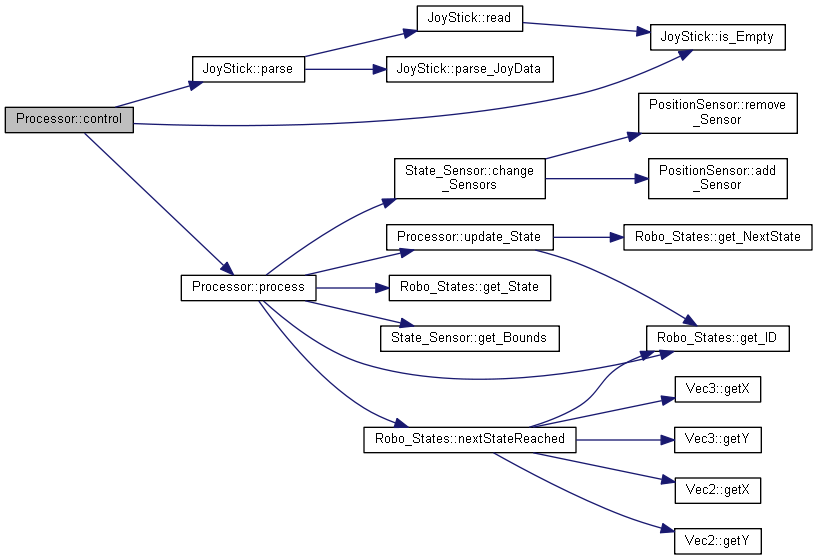 JoyStick::read
JoyStick::is_Empty
JoyStick::parse
JoyStick::parse_JoyData
Processor::control
PositionSensor::remove
_Sensor
State_Sensor::change
_Sensors
PositionSensor::add
_Sensor
Processor::update_State
Robo_States::get_NextState
Processor::process
Robo_States::get_State
State_Sensor::get_Bounds
Robo_States::get_ID
Vec3::getX
Robo_States::nextStateReached
Vec3::getY
Vec2::getX
Vec2::getY